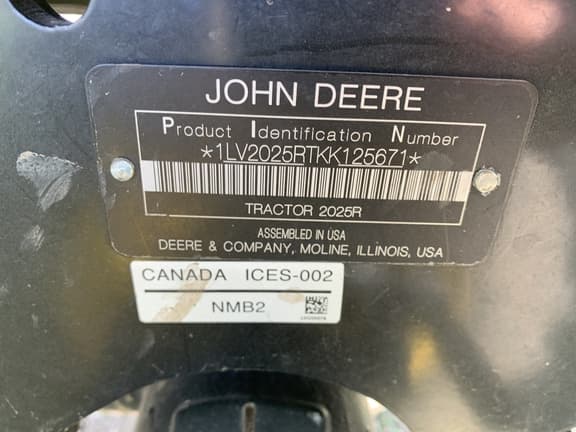 JOHN DEERE
Product Identification Number
*1LV2025RTKK125671*
TRACTOR 2025R
ASSEMBLED IN USA
DEERE & COMPANY, MOLINE, ILLINOIS, USA
CANADA ICES-002
NMB2